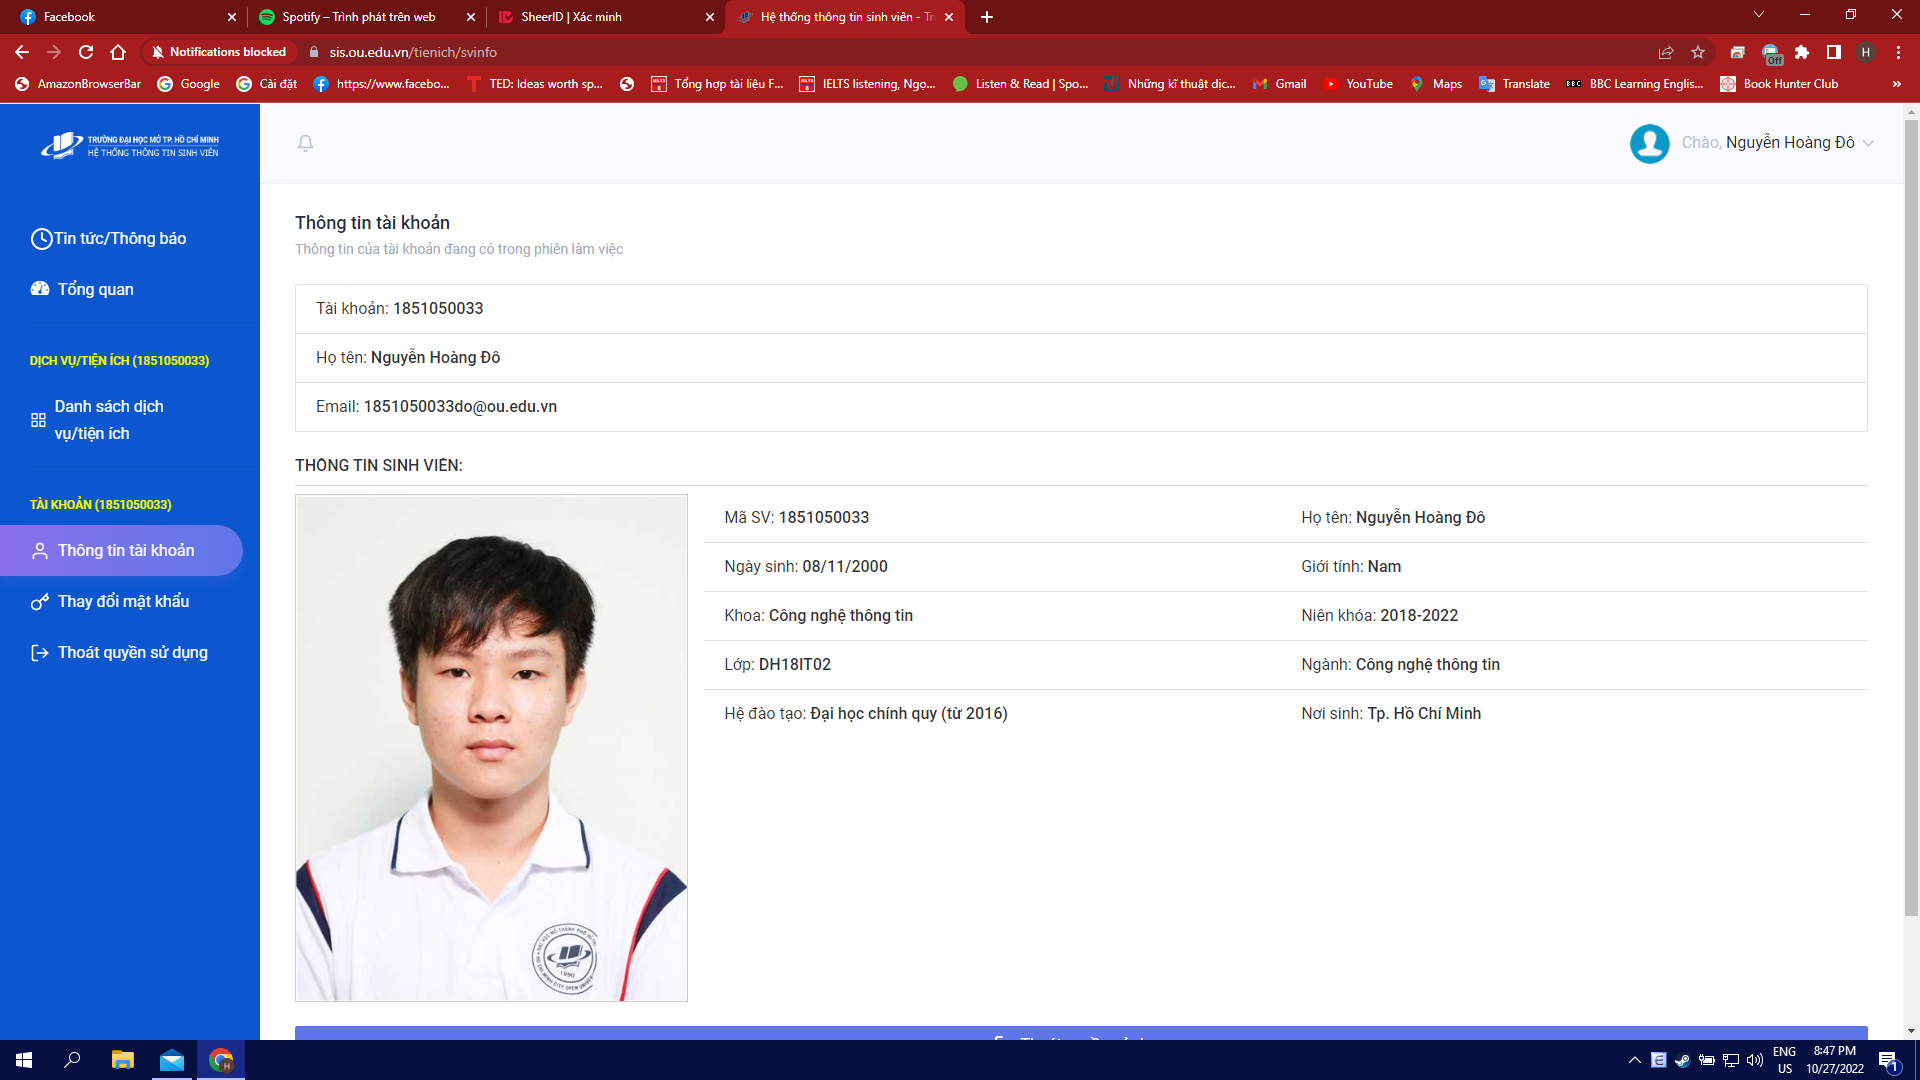 Facebook
Spotify – Trình phát trên web
SheerID | Xác minh
Hệ thống thông tin sinh viên - Tr
Notifications blocked
sis.ou.edu.vn/tienich/svinfo
Off
H
AmazonBrowserBar
Google
Cài đặt
https://www.facebo...
TED: Ideas worth sp...
Tổng hợp tài liệu F...
IELTS listening, Ngọ...
Listen & Read | Spo...
Những kĩ thuật dịc...
Gmail
YouTube
Maps
Translate
BBC
BBC Learning Englis...
Book Hunter Club
»
TRƯỜNG ĐẠI HỌC MỞ TP. HỒ CHÍ MINH
HỆ THỐNG THÔNG TIN SINH VIÊN
Chào, Nguyễn Hoàng Đô
Tin tức/Thông báo
Tổng quan
DỊCH VỤ/TIỆN ÍCH (1851050033)
Danh sách dịch
vụ/tiện ích
TÀI KHOẢN (1851050033)
Thông tin tài khoản
Thay đổi mật khẩu
Thoát quyền sử dụng
Thông tin tài khoản
Thông tin của tài khoản đang có trong phiên làm việc
Tài khoản: 1851050033
Họ tên: Nguyễn Hoàng Đô
Email: 1851050033do@ou.edu.vn
THÔNG TIN SINH VIÊN:
Mã SV: 1851050033
Họ tên: Nguyễn Hoàng Đô
Ngày sinh: 08/11/2000
Giới tính: Nam
Khoa: Công nghệ thông tin
Niên khóa: 2018-2022
Lớp: DH18IT02
Ngành: Công nghệ thông tin
Hệ đào tạo: Đại học chính quy (từ 2016)
Nơi sinh: Tp. Hồ Chí Minh
1990
ENG
US
8:47 PM
10/27/2022
1